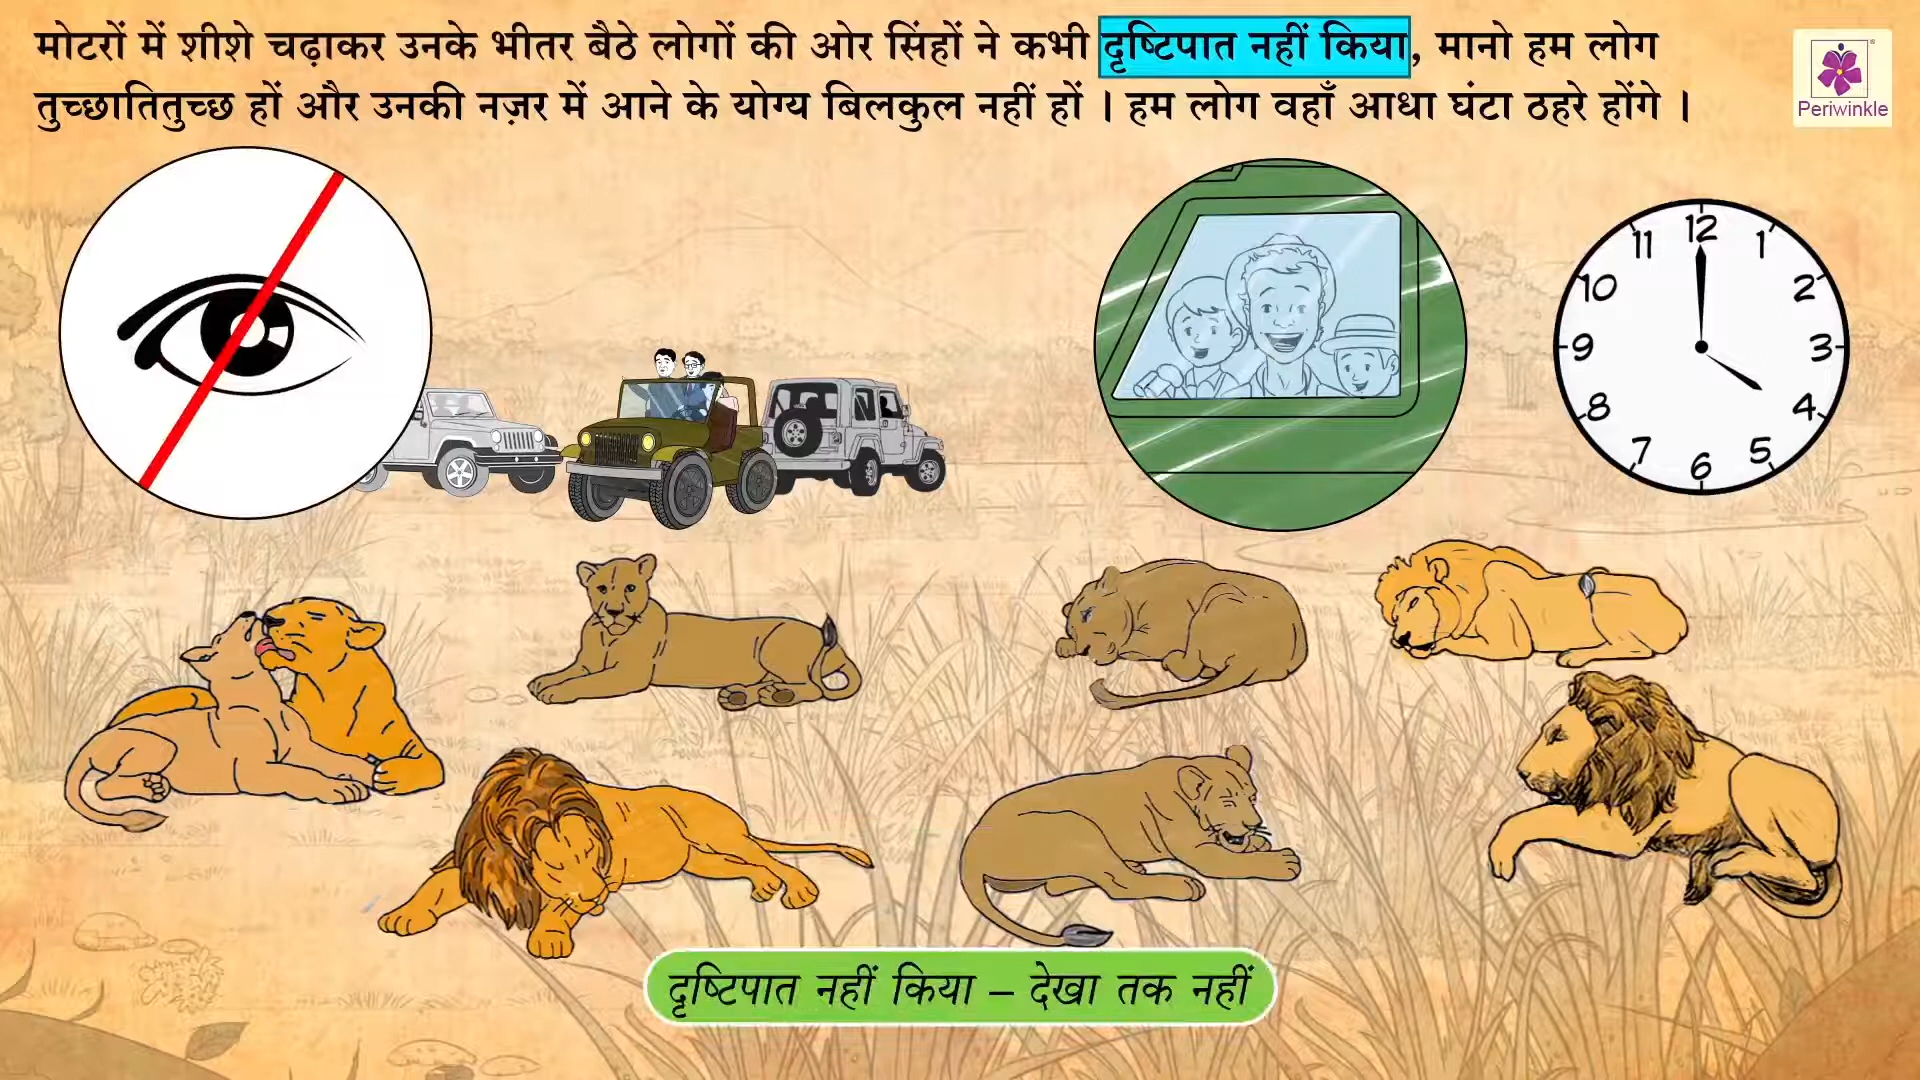 मोटरों में शीशे चढ़ाकर उनके भीतर बैठे लोगों की ओर सिंहों ने कभी दृष्टिपात नहीं किया, मानो हम लोग
तुच्छातितुच्छ हों और उनकी नज़र में आने के योग्य बिलकुल नहीं हों । हम लोग वहाँ आधा घंटा ठहरे होंगे ।
Periwinkle
12
11 1
10 2
9 3
8 4
7 5
6
दृष्टिपात नहीं किया – देखा तक नहीं